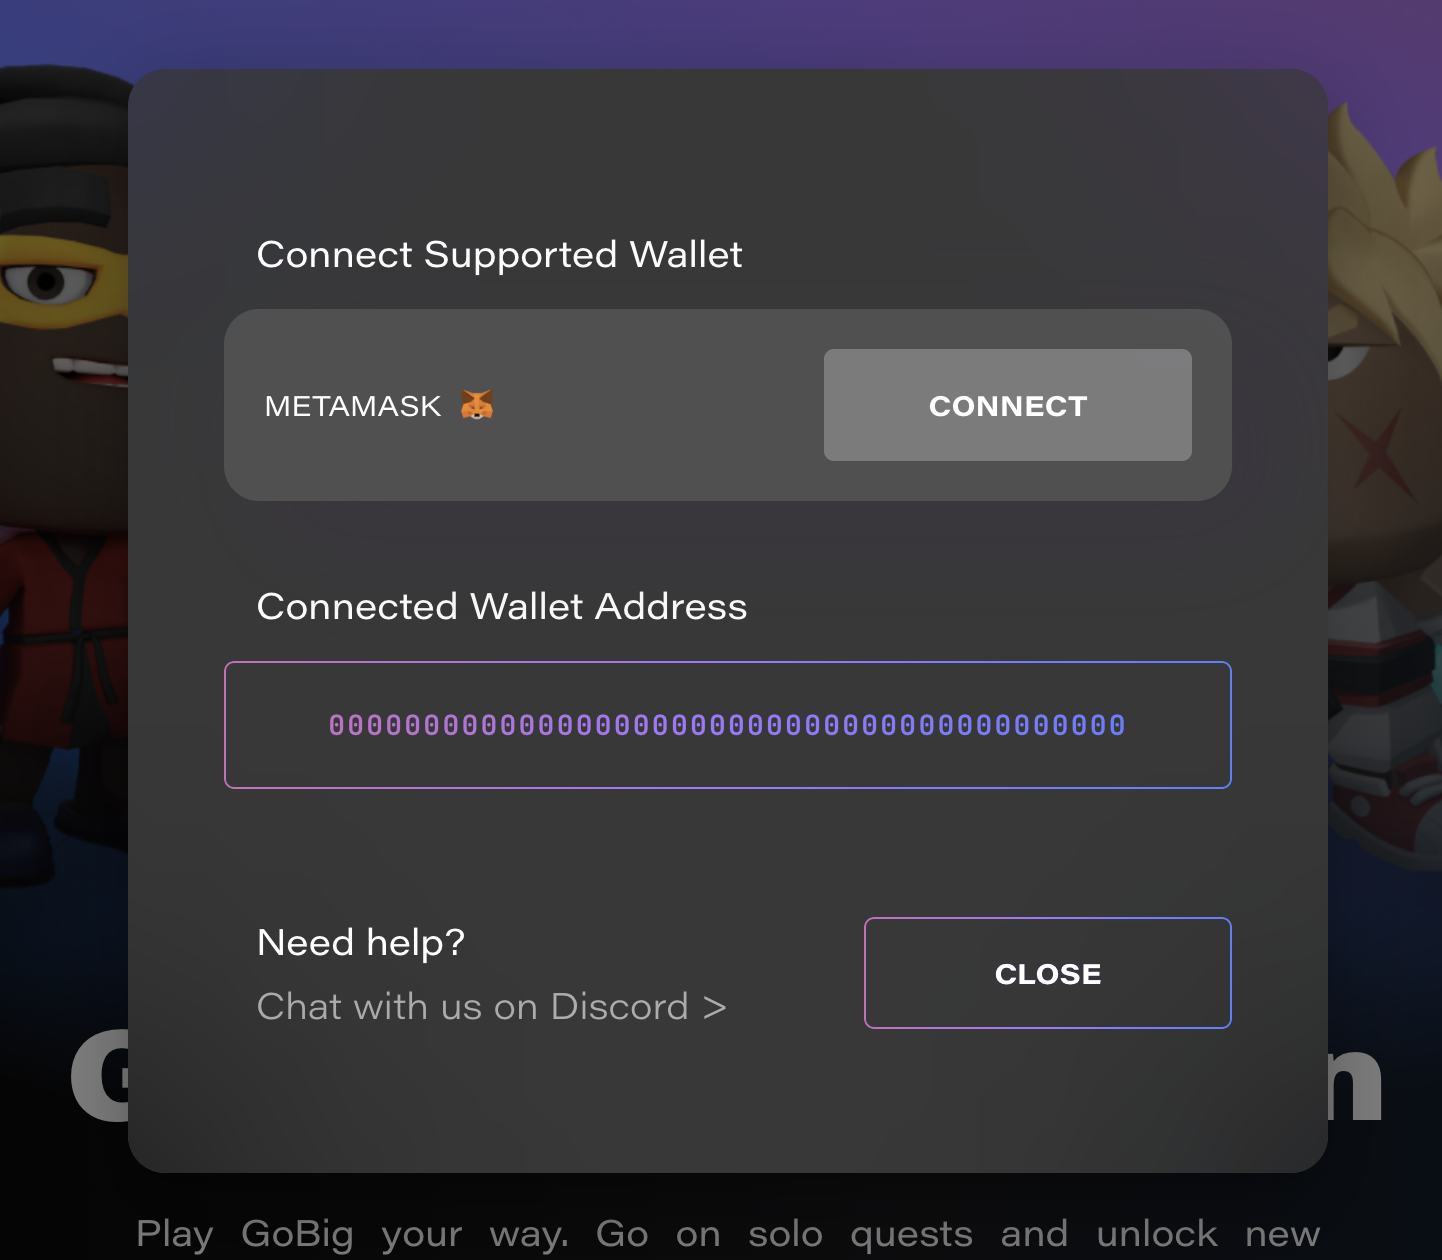 Connect Supported Wallet
METAMASK
CONNECT
Connected Wallet Address
000000000000000000000000000000000000000000
Need help?
Chat with us on Discord >
CLOSE
G
n
Play GoBig your way. Go on solo quests and unlock new